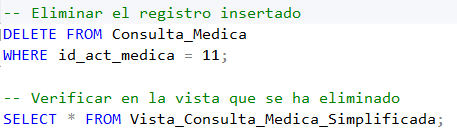 -- Eliminar el registro insertado
DELETE FROM Consulta_Medica
WHERE id_act_medica = 11;
-- Verificar en la vista que se ha eliminado
SELECT * FROM Vista_Consulta_Medica_Simplificada;